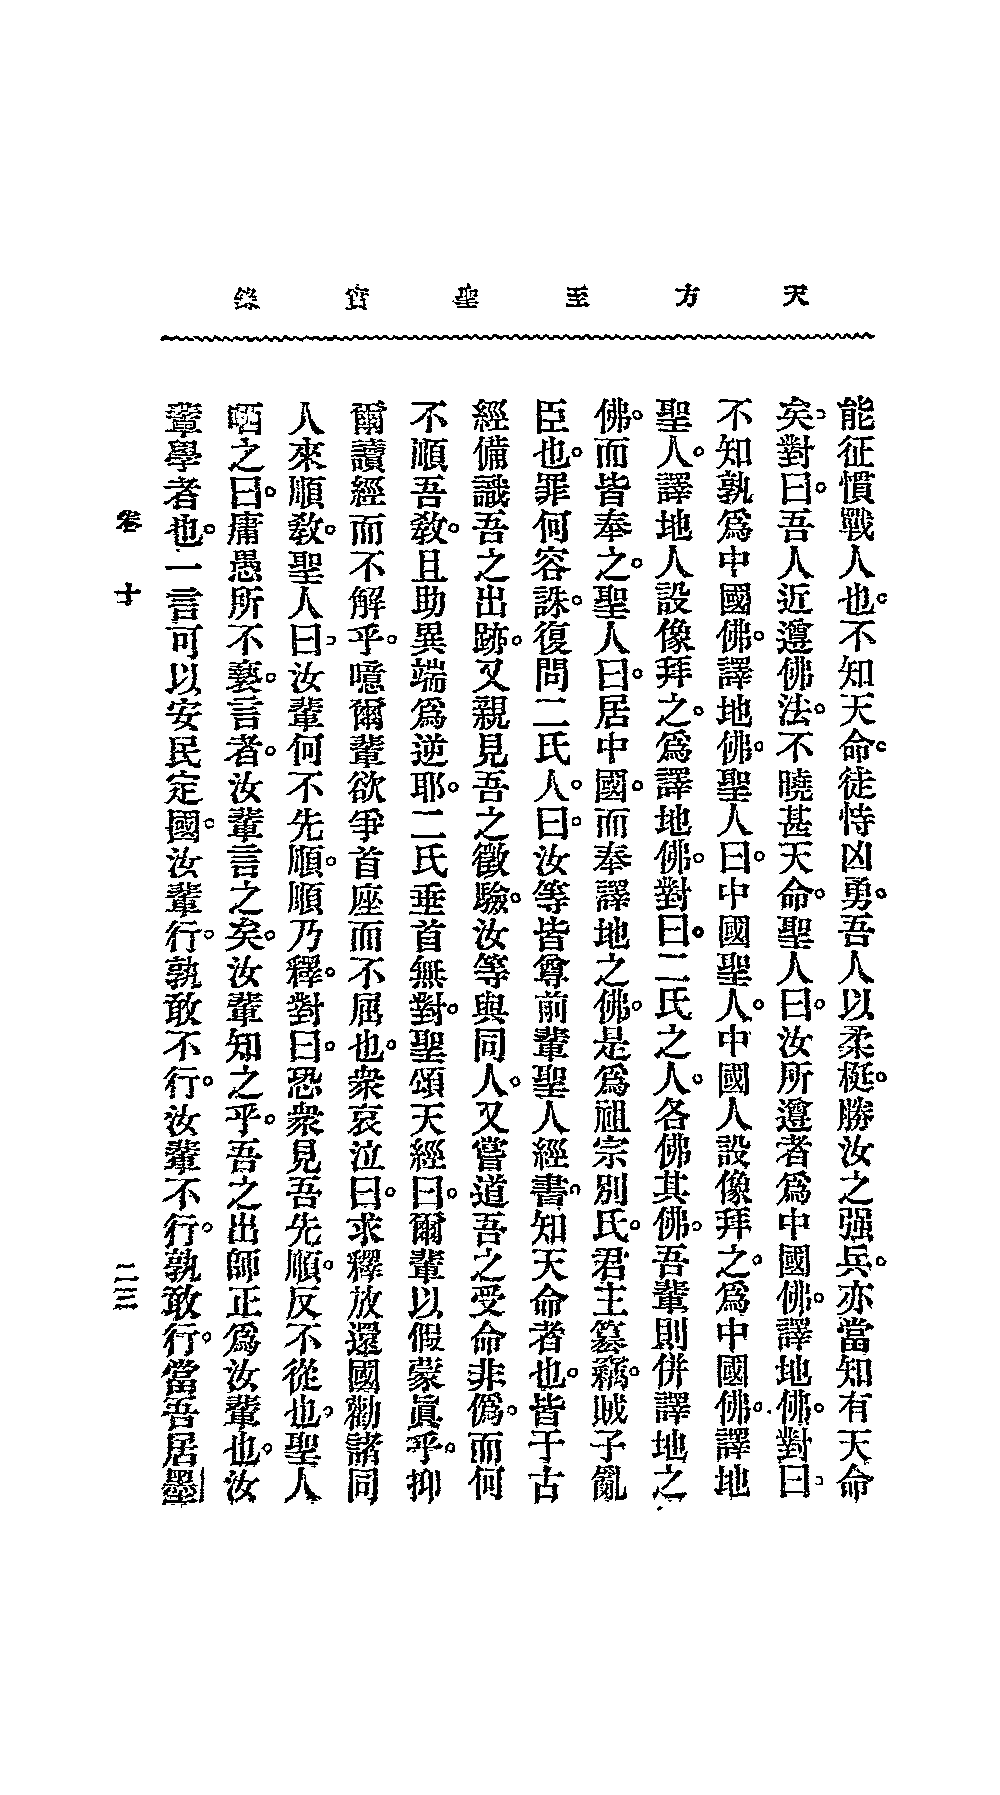 天方至聖實錄
能征慣戰人也。不知天命。徒恃凶勇。吾人以柔梃。勝汝之强兵。亦當知有天命
矣。對曰。吾人近遵佛法。不曉甚天命。聖人曰。汝所遵者爲中國佛。譯地佛。對曰。
不知孰爲中國佛。譯地佛。聖人曰。中國聖人。中國人設像拜之。爲中國佛。譯地
聖人。譯地人設像拜之。爲譯地佛。對曰。二氏之人。各佛其佛。吾輩則併譯地之
佛。而皆奉之。聖人曰。居中國。而奉譯地之佛。是爲祖宗別氏。君主簒竊。賊子亂
臣也。罪何容誅。復問二氏人。曰。汝等皆尊前輩聖人經書。知天命者也。皆于古
經備識吾之出跡。又親見吾之徵驗。汝等與同人。又嘗道吾之受命非僞。而何
不順吾敎。且助異端爲逆耶。二氏垂首無對。聖頌天經曰。爾輩以假蒙眞乎。抑
爾讀經而不解乎。噫爾輩欲爭首座而不屈也。衆哀泣曰。求釋放還國勸諸同
人來順敎。聖人曰。汝輩何不先順。順乃釋。對曰。恐衆見吾先順。反不從也。聖人
哂之曰。庸愚所不褻。言者。汝輩言之矣。汝輩知之乎。吾之出師正爲汝輩也。汝
輩學者也。一言可以安民定國。汝輩行。孰敢不行。汝輩不行。孰敢行。當吾居墨
卷十
二三